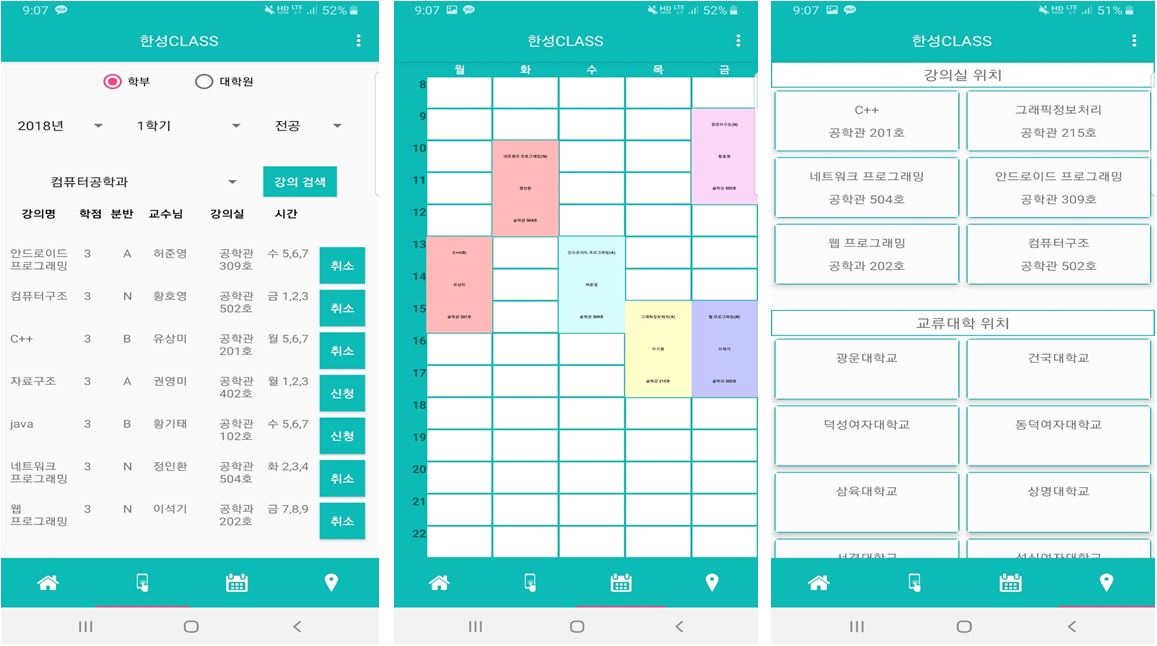 9:07 HD LTE 52%
한성CLASS
학부 대학원
2018년 1학기 전공
컴퓨터공학과 강의 검색
강의명 학점 분반 교수님 강의실 시간
안드로이드
프로그래밍 3 A 허준영 공학관
309호 수 5,6,7 취소
컴퓨터구조 3 N 황호영 공학관
502호 금 1,2,3 취소
C++ 3 B 유상미 공학관
201호 월 5,6,7 취소
자료구조 3 A 권영미 공학관
402호 월 1,2,3 신청
java 3 B 황기태 공학관
102호 수 5,6,7 신청
네트워크
프로그래밍 3 N 정인환 공학관
504호 화 2,3,4 취소
웹
프로그래밍 3 N 이석기 공학과
202호 금 7,8,9 취소
9:07 HD LTE 52%
한성CLASS
월 화 수 목 금
8
9
컴퓨터구조(N)
황호영
공학관 502호
10
네트워크 프로그래밍(N)
정인환
공학관 504호
11
12
13
C++(B)
유상미
공학관 201호
안드로이드 프로그래밍(A)
허준영
공학관 309호
14
15
그래픽정보처리(X)
공학관 215호
웹 프로그래밍(N)
이석기
공학과 202호
16
17
18
19
20
21
22
9:07 HD LTE 51%
한성CLASS
강의실 위치
C++
공학관 201호
그래픽정보처리
공학관 215호
네트워크 프로그래밍
공학관 504호
안드로이드 프로그래밍
공학관 309호
웹 프로그래밍
공학과 202호
컴퓨터구조
공학관 502호
교류대학 위치
광운대학교 건국대학교
덕성여자대학교 동덕여자대학교
삼육대학교 상명대학교
서경대학교 성신여자대학교